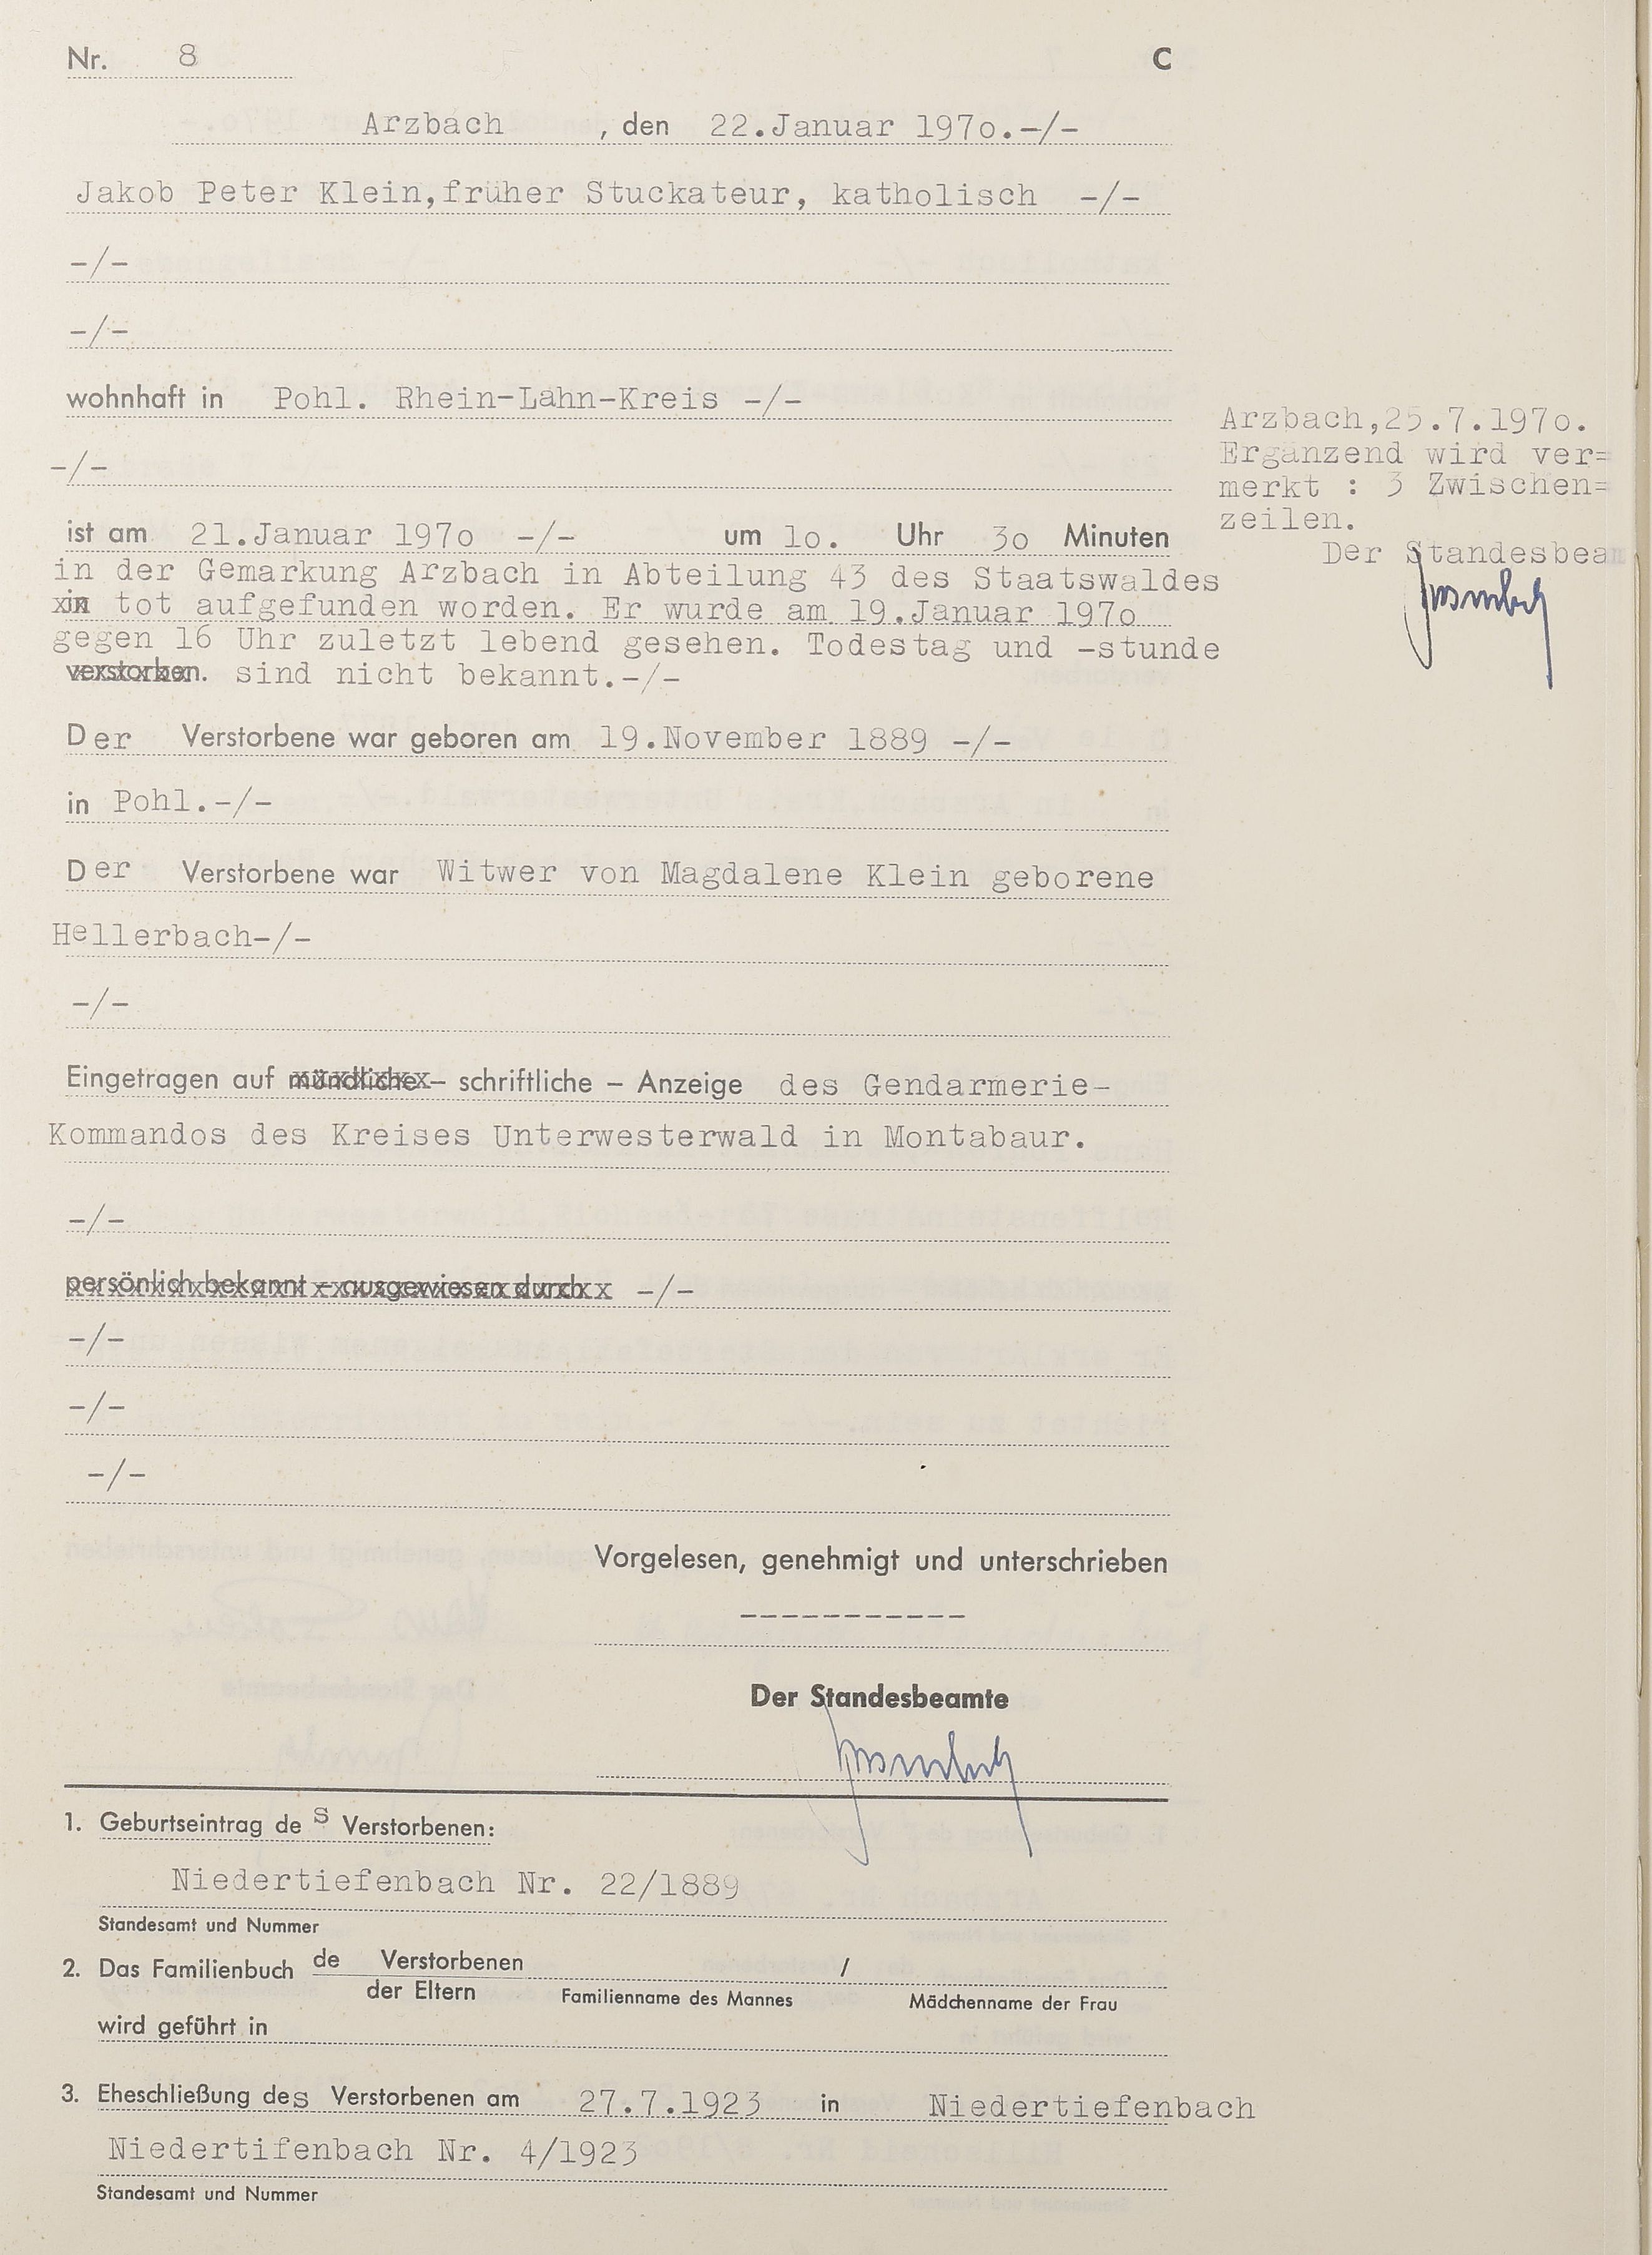 Nr. 8 C
Arzbach , den 22.Januar 197o.-/-
Jakob Peter Klein,früher Stuckateur, katholisch -/-
-/-
-/-
wohnhaft in Pohl. Rhein-Lahn-Kreis -/-
-/-
ist am 21.Januar 197o -/- um 1o. Uhr 3o Minuten
in der Gemarkung Arzbach in Abteilung 43 des Staatswaldes
in tot aufgefunden worden. Er wurde am 19.Januar 197o
gegen 16 Uhr zuletzt lebend gesehen. Todestag und -stunde
verstorben. sind nicht bekannt.-/-
Der Verstorbene war geboren am 19.November 1889 -/-
in Pohl.-/-
Der Verstorbene war Witwer von Magdalene Klein geborene
Hellerbach-/-
-/-
Eingetragen auf mündliche - schriftliche - Anzeige des Gendarmerie-
Kommandos des Kreises Unterwesterwald in Montabaur.
-/-
persönlich bekannt - ausgewiesen durch -/-
-/-
-/-
-/-
Vorgelesen, genehmigt und unterschrieben
-----------
Der Standesbeamte
1. Geburtseintrag des Verstorbenen:
Niedertiefenbach Nr. 22/1889
Standesamt und Nummer
2. Das Familienbuch de Verstorbenen /
der Eltern Familienname des Mannes Mädchenname der Frau
wird geführt in
3. Eheschließung des Verstorbenen am 27.7.1923 in Niedertiefenbach
Niedertifenbach Nr. 4/1923
Standesamt und Nummer
Arzbach,25.7.197o.
Ergänzend wird ver=
merkt : 3 Zwischen=
zeilen.
Der Standesbeam